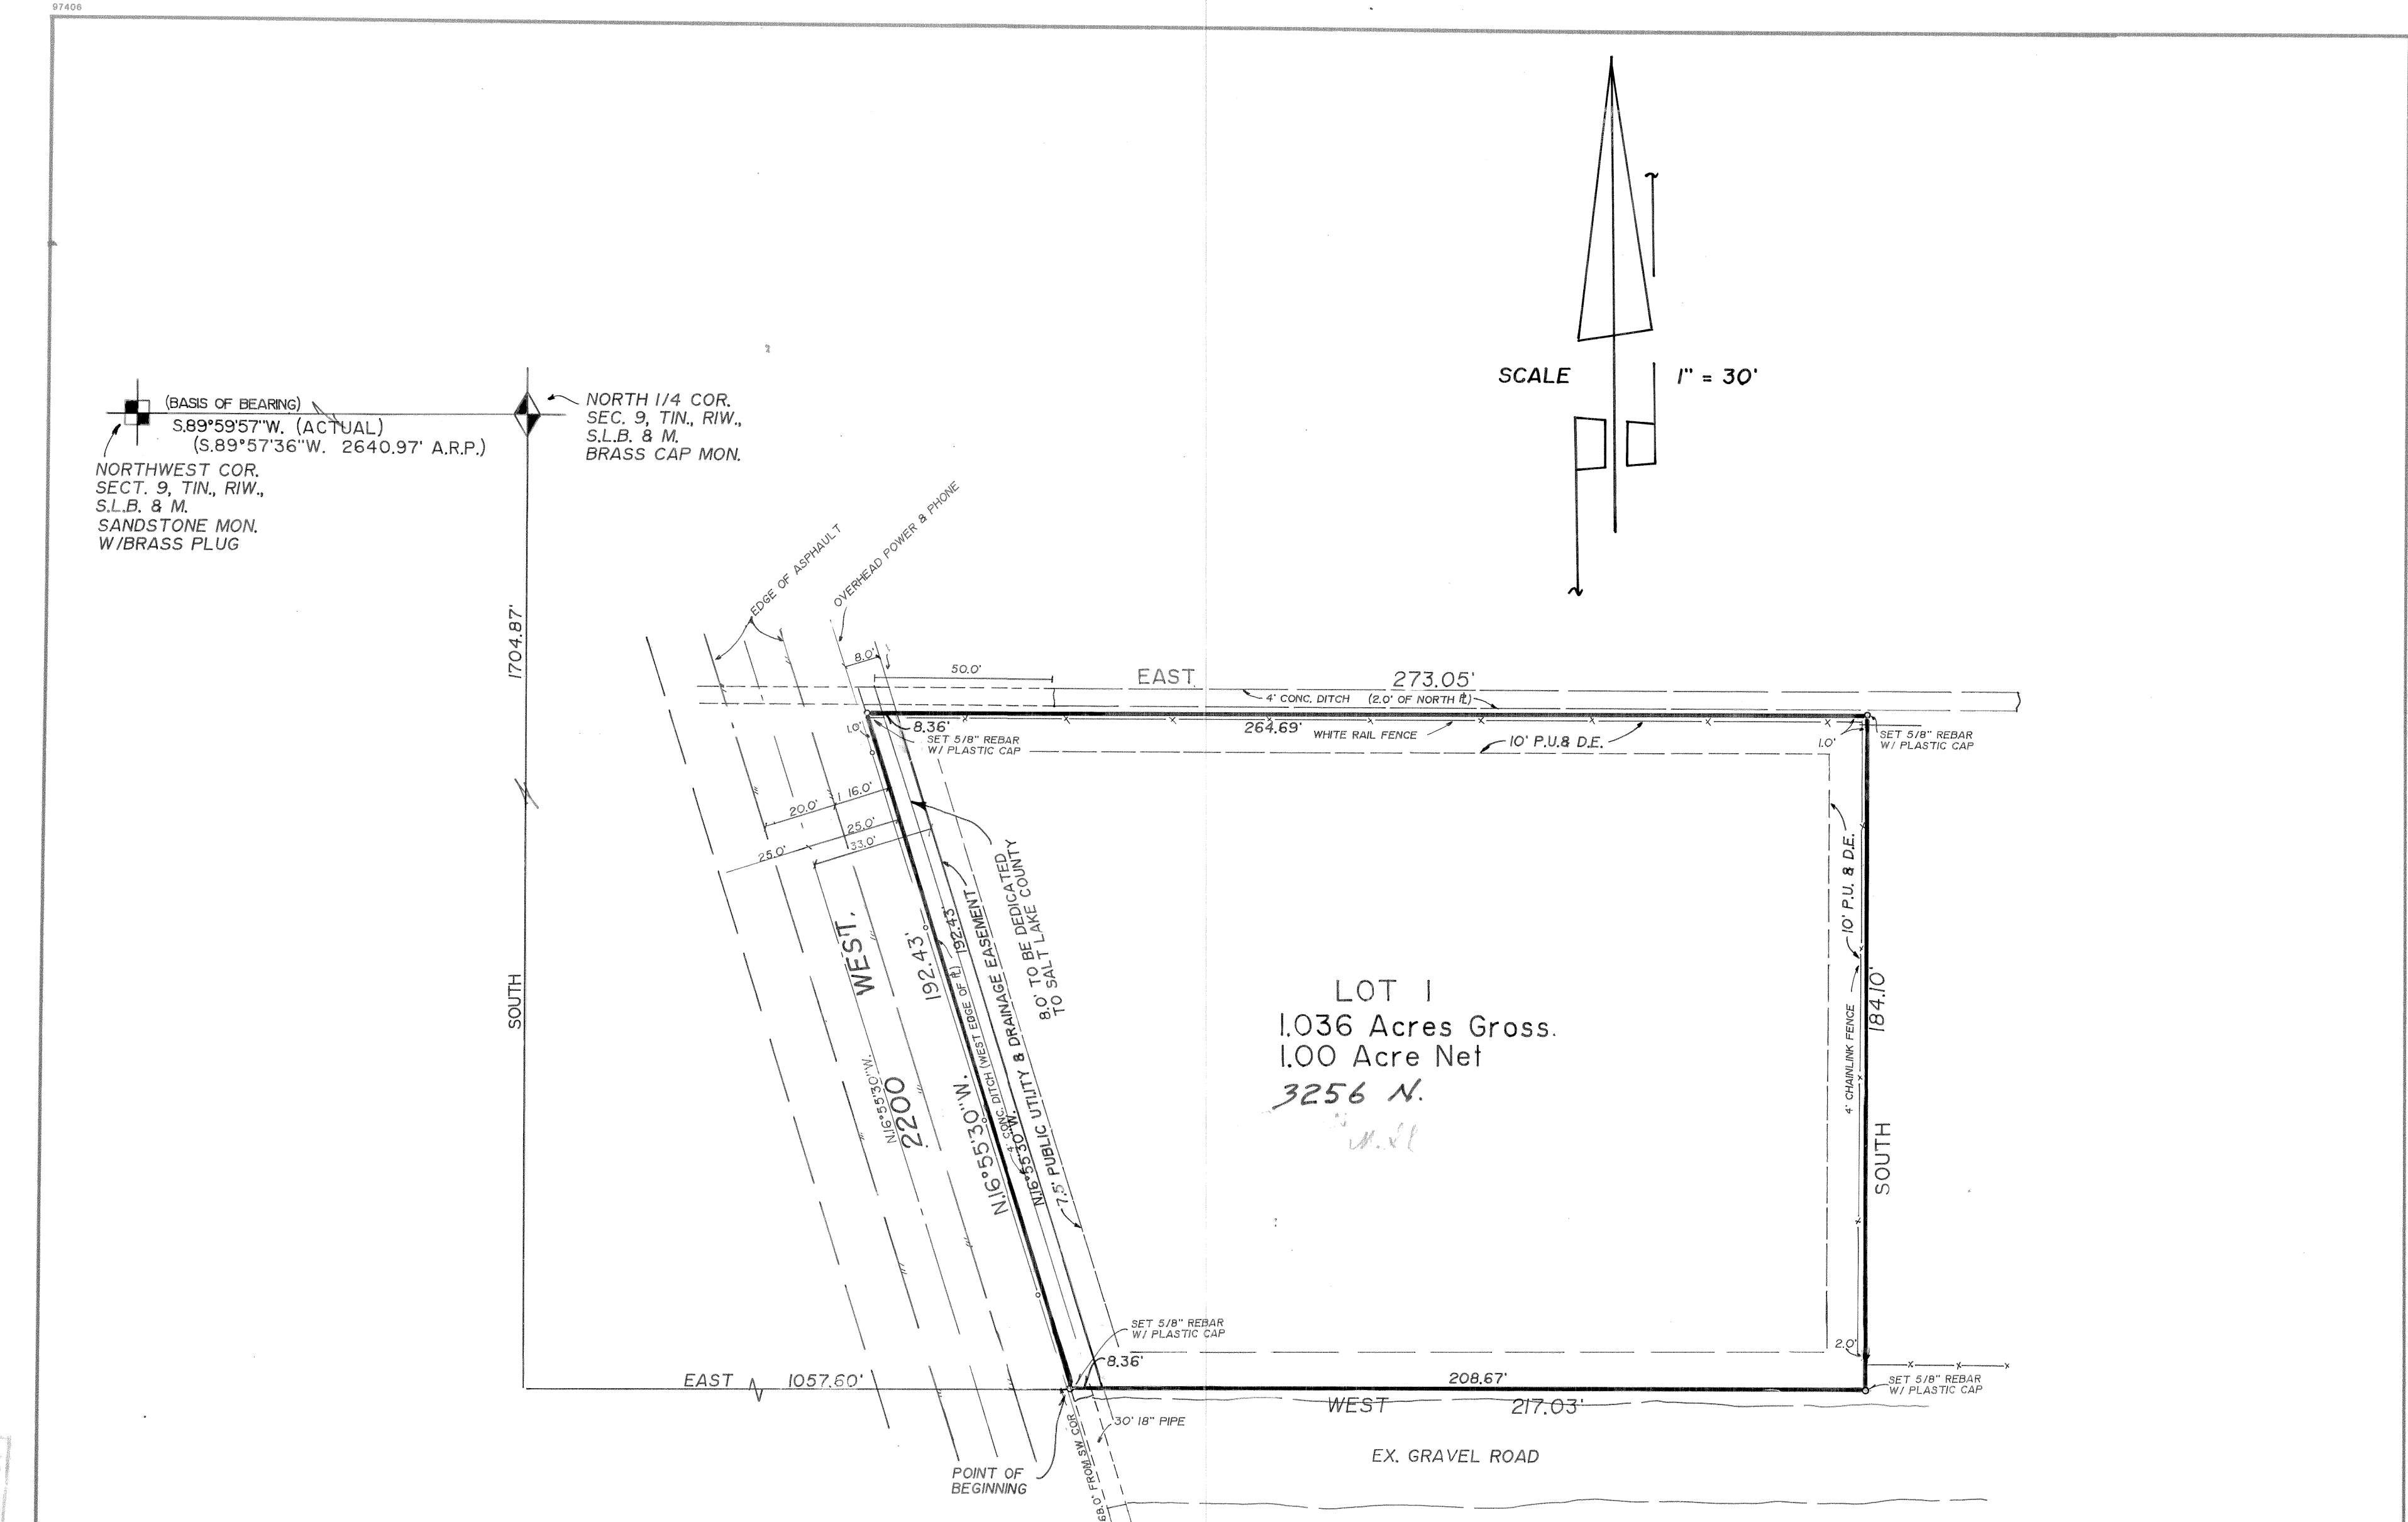 97406
SCALE 1" = 30'
(BASIS OF BEARING)
S.89°59'57"W. (ACTUAL)
(S.89°57'36"W. 2640.97' A.R.P.)
NORTHWEST COR.
SECT. 9, T1N., R1W.,
S.L.B. & M.
SANDSTONE MON.
W/BRASS PLUG
NORTH 1/4 COR.
SEC. 9, T1N., R1W.,
S.L.B. & M.
BRASS CAP MON.
1704.87'
SOUTH
EDGE OF ASPHAULT
OVERHEAD POWER & PHONE
8.0'
50.0'
EAST 273.05'
4' CONC. DITCH (2.0' OF NORTH ℄)
8.36'
264.69'
WHITE RAIL FENCE
10' P.U.& D.E.
1.0'
SET 5/8" REBAR
W/ PLASTIC CAP
1.0'
SET 5/8" REBAR
W/ PLASTIC CAP
20.0'
16.0'
25.0'
25.0'
33.0'
2200 WEST.
N.16°55'30"W.
N.16°55'30"W. 192.43'
4' CONC. DITCH (WEST EDGE OF ℄)
N.16°55'30"W. 192.43'
7.5' PUBLIC UTILITY & DRAINAGE EASEMENT
8.0' TO BE DEDICATED
TO SALT LAKE COUNTY
LOT 1
1.036 Acres Gross.
1.00 Acre Net
3256 N.
10' P.U. & D.E.
4' CHAINLINK FENCE
184.10'
SOUTH
2.0'
SET 5/8" REBAR
W/ PLASTIC CAP
8.36'
SET 5/8" REBAR
W/ PLASTIC CAP
EAST 1057.60'
208.67'
WEST 217.03'
30' 18" PIPE
68.0' FROM SW COR
EX. GRAVEL ROAD
POINT OF
BEGINNING